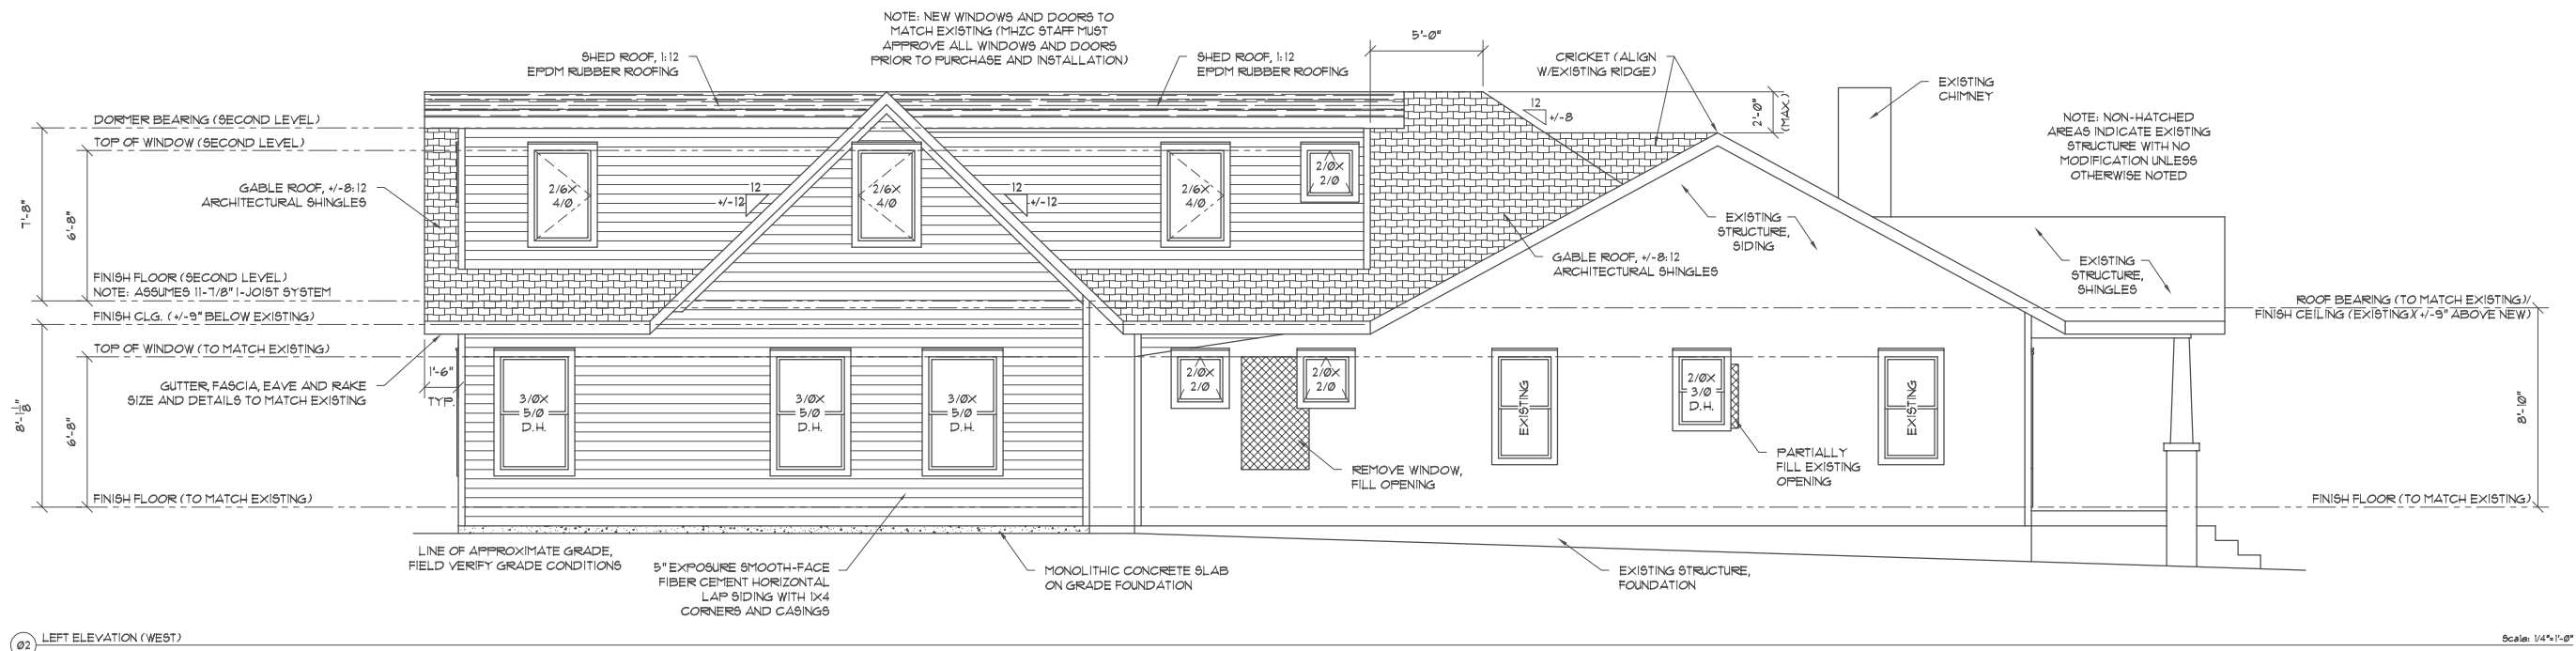 NOTE: NEW WINDOWS AND DOORS TO
MATCH EXISTING (MHZC STAFF MUST
APPROVE ALL WINDOWS AND DOORS
PRIOR TO PURCHASE AND INSTALLATION)
SHED ROOF, 1:12
EPDM RUBBER ROOFING
SHED ROOF, 1:12
EPDM RUBBER ROOFING
5'-0"
CRICKET (ALIGN
W/EXISTING RIDGE)
12
+/-8
2'-0"
(MAX.)
EXISTING
CHIMNEY
NOTE: NON-HATCHED
AREAS INDICATE EXISTING
STRUCTURE WITH NO
MODIFICATION UNLESS
OTHERWISE NOTED
DORMER BEARING (SECOND LEVEL)
TOP OF WINDOW (SECOND LEVEL)
GABLE ROOF, +/-8:12
ARCHITECTURAL SHINGLES
7'-8"
6'-8"
2/6X
4/0
12
+/-12
2/6X
4/0
12
+/-12
2/6X
4/0
2/0X
2/0
EXISTING
STRUCTURE,
SIDING
GABLE ROOF, +/-8:12
ARCHITECTURAL SHINGLES
EXISTING
STRUCTURE,
SHINGLES
FINISH FLOOR (SECOND LEVEL)
NOTE: ASSUMES 11-7/8" I-JOIST SYSTEM
FINISH CLG. (+/-9" BELOW EXISTING)
ROOF BEARING (TO MATCH EXISTING)/
FINISH CEILING (EXISTING)(+/-9" ABOVE NEW)
TOP OF WINDOW (TO MATCH EXISTING)
GUTTER, FASCIA, EAVE AND RAKE
SIZE AND DETAILS TO MATCH EXISTING
1'-6"
TYP.
8'-1 1/8"
6'-8"
3/0X
5/0
D.H.
3/0X
5/0
D.H.
3/0X
5/0
D.H.
2/0X
2/0
2/0X
2/0
EXISTING
2/0X
3/0
D.H.
EXISTING
8'-10"
REMOVE WINDOW,
FILL OPENING
PARTIALLY
FILL EXISTING
OPENING
FINISH FLOOR (TO MATCH EXISTING)
FINISH FLOOR (TO MATCH EXISTING)
LINE OF APPROXIMATE GRADE,
FIELD VERIFY GRADE CONDITIONS
5" EXPOSURE SMOOTH-FACE
FIBER CEMENT HORIZONTAL
LAP SIDING WITH 1X4
CORNERS AND CASINGS
MONOLITHIC CONCRETE SLAB
ON GRADE FOUNDATION
EXISTING STRUCTURE,
FOUNDATION
02 LEFT ELEVATION (WEST)
Scale: 1/4"=1'-0"